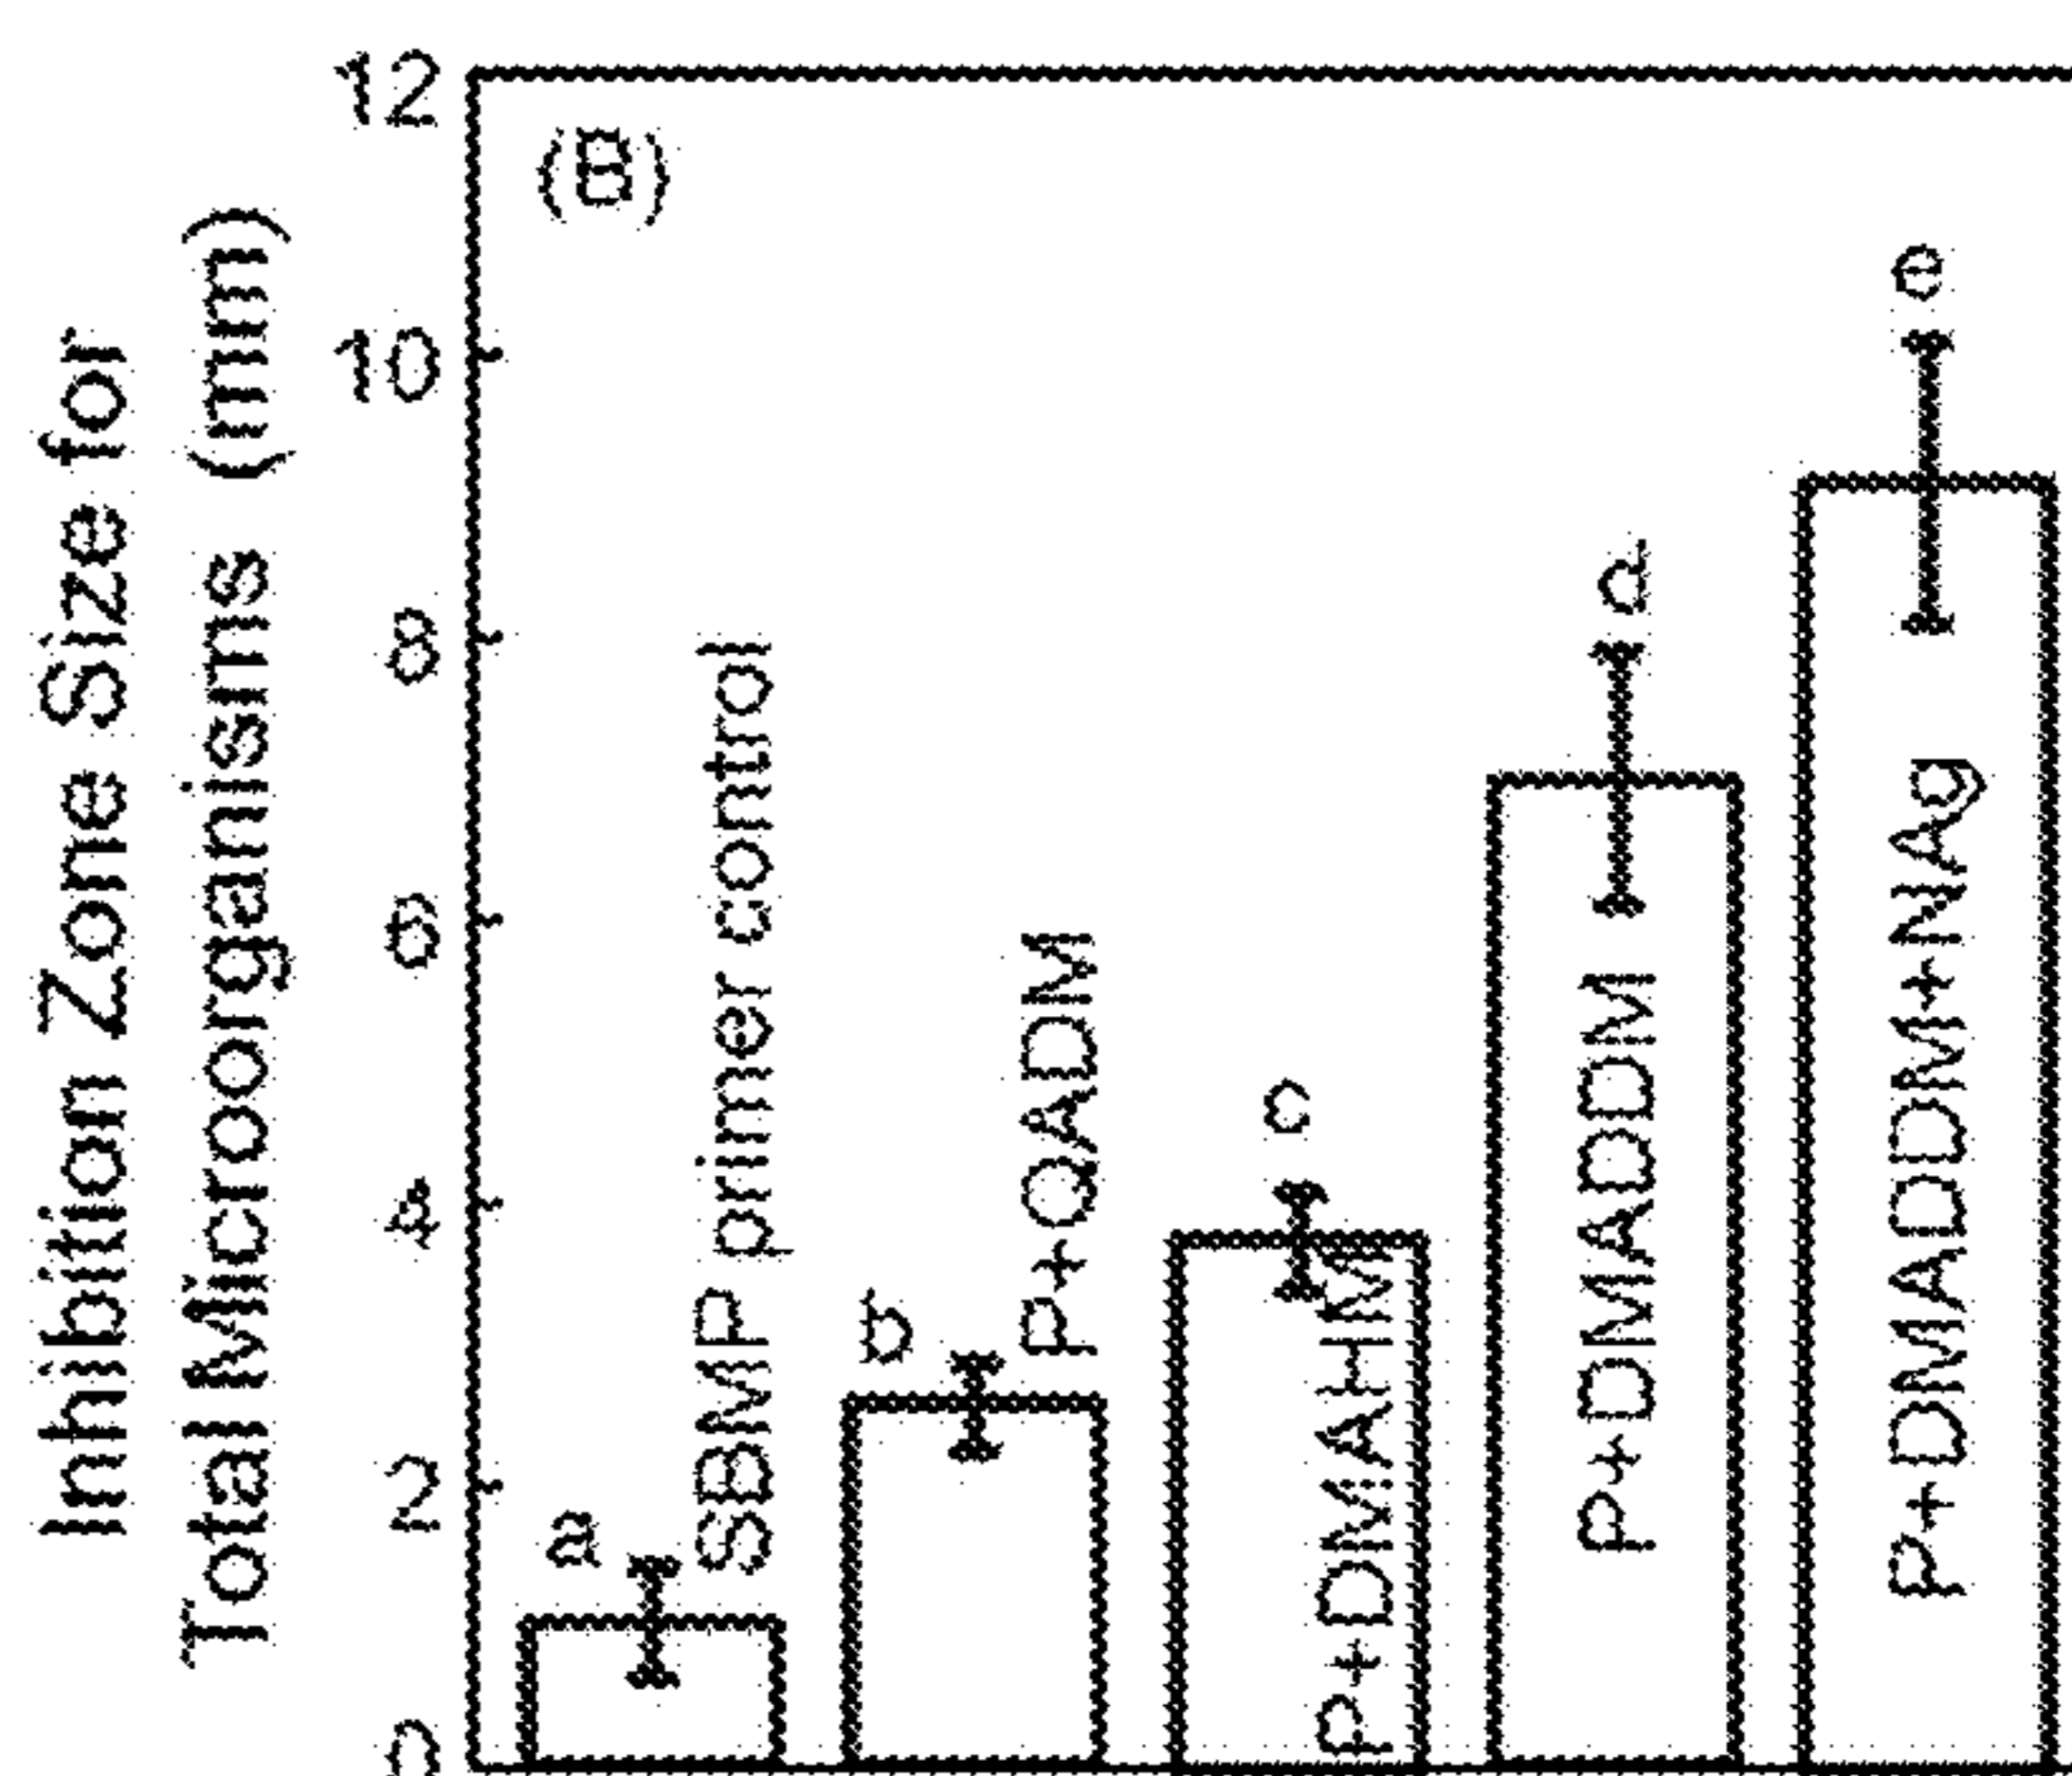 Inhibition Zone Size for
Total Microorganisms (mm)
12
10
8
6
4
2
0
(B)
a
SBMP primer control
b
P+QADM
c
P+DMAHM
d
P+DMADDM
e
P+DMADDM+NAg